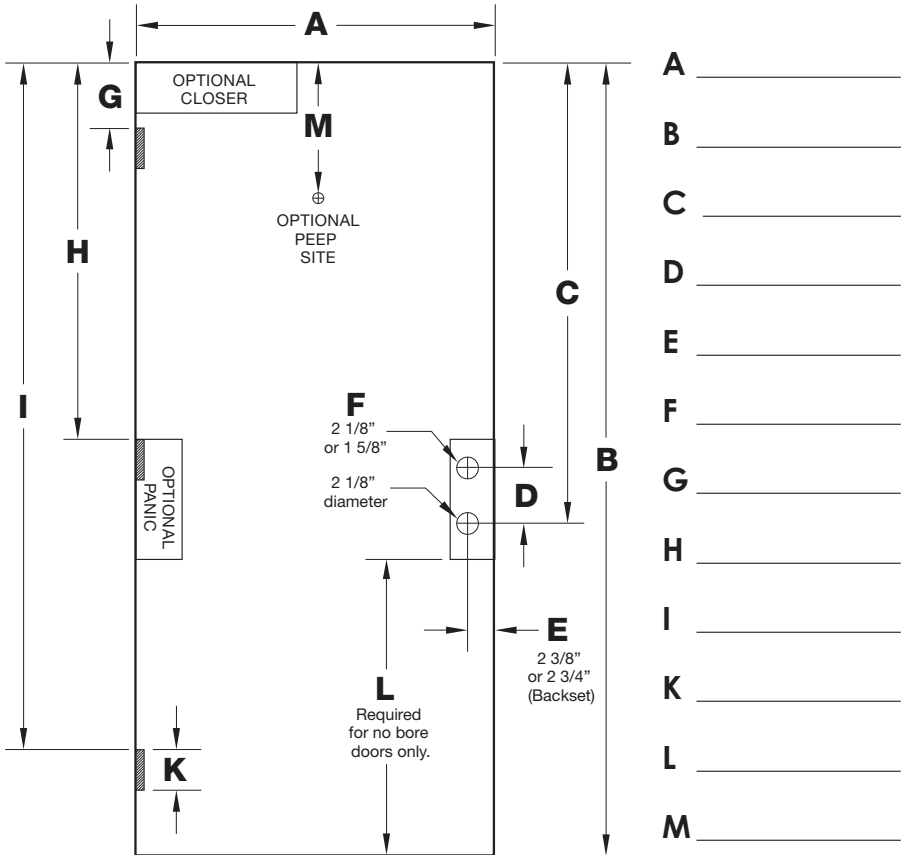 A
OPTIONAL
CLOSER
G
M
OPTIONAL
PEEP
SITE
H
C
I
F
2 1/8"
or 1 5/8"
B
2 1/8"
diameter
D
OPTIONAL
PANIC
E
2 3/8"
or 2 3/4"
(Backset)
L
Required
for no bore
doors only.
K
A
B
C
D
E
F
G
H
I
K
L
M